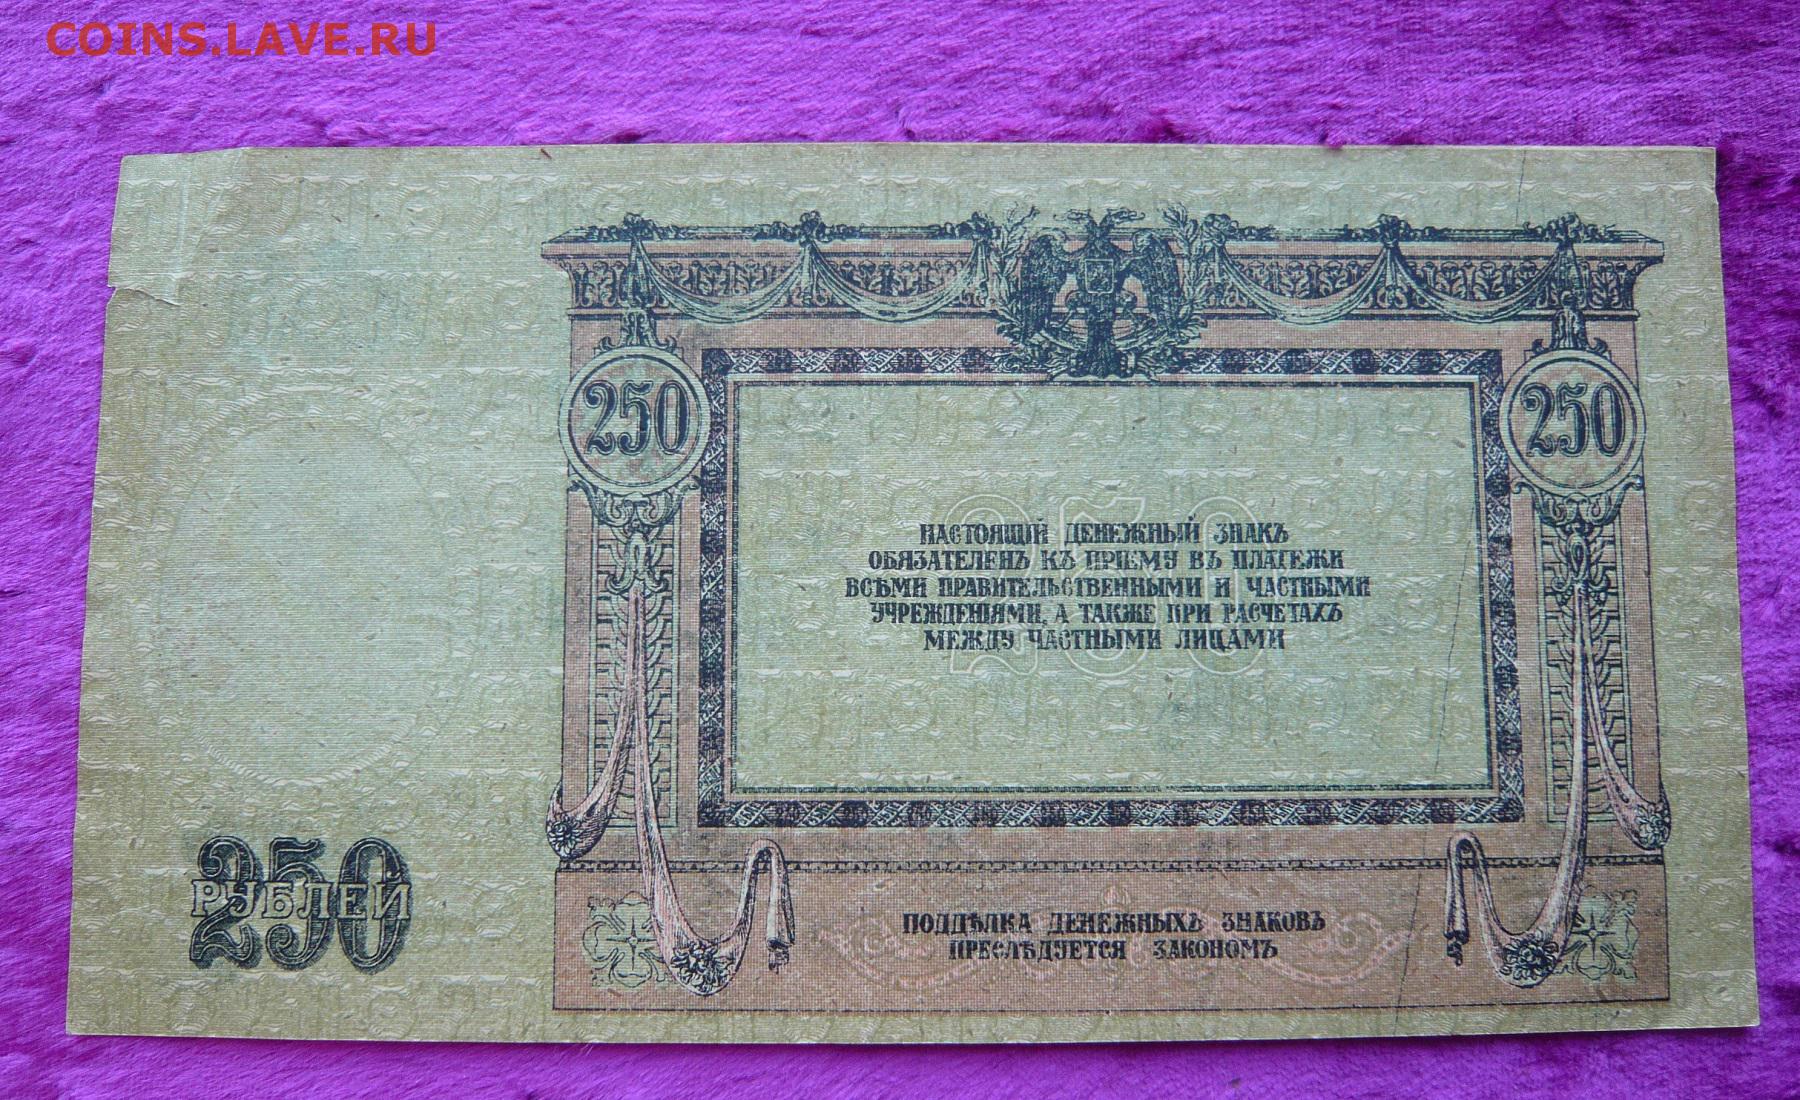 COINS.LAVE.RU
250
250
НАСТОЯЩІЙ ДЕНЕЖНЫЙ ЗНАКЪ
ОБЯЗАТЕЛЕНЪ КЪ ПРІЕМУ ВЪ ПЛАТЕЖИ
ВСѢМИ ПРАВИТЕЛЬСТВЕННЫМИ И ЧАСТНЫМИ
УЧРЕЖДЕНІЯМИ, А ТАКЖЕ ПРИ РАСЧЕТАХЪ
МЕЖДУ ЧАСТНЫМИ ЛИЦАМИ
250
250
РУБЛЕЙ
ПОДДѢЛКА ДЕНЕЖНЫХЪ ЗНАКОВЪ
ПРЕСЛѢДУЕТСЯ ЗАКОНОМЪ